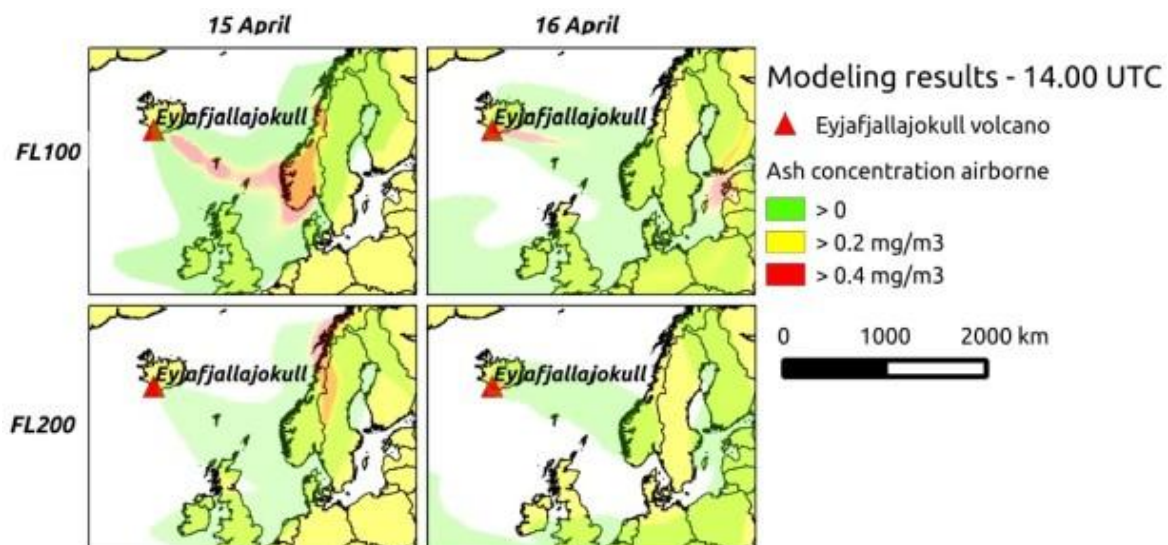 15 April
16 April
Modeling results - 14.00 UTC
Eyjafjallajokull
Eyjafjallajokull
Eyjafjallajokull volcano
FL100
Ash concentration airborne
> 0
> 0.2 mg/m3
> 0.4 mg/m3
0 1000 2000 km
Eyjafjallajokull
Eyjafjallajokull
FL200